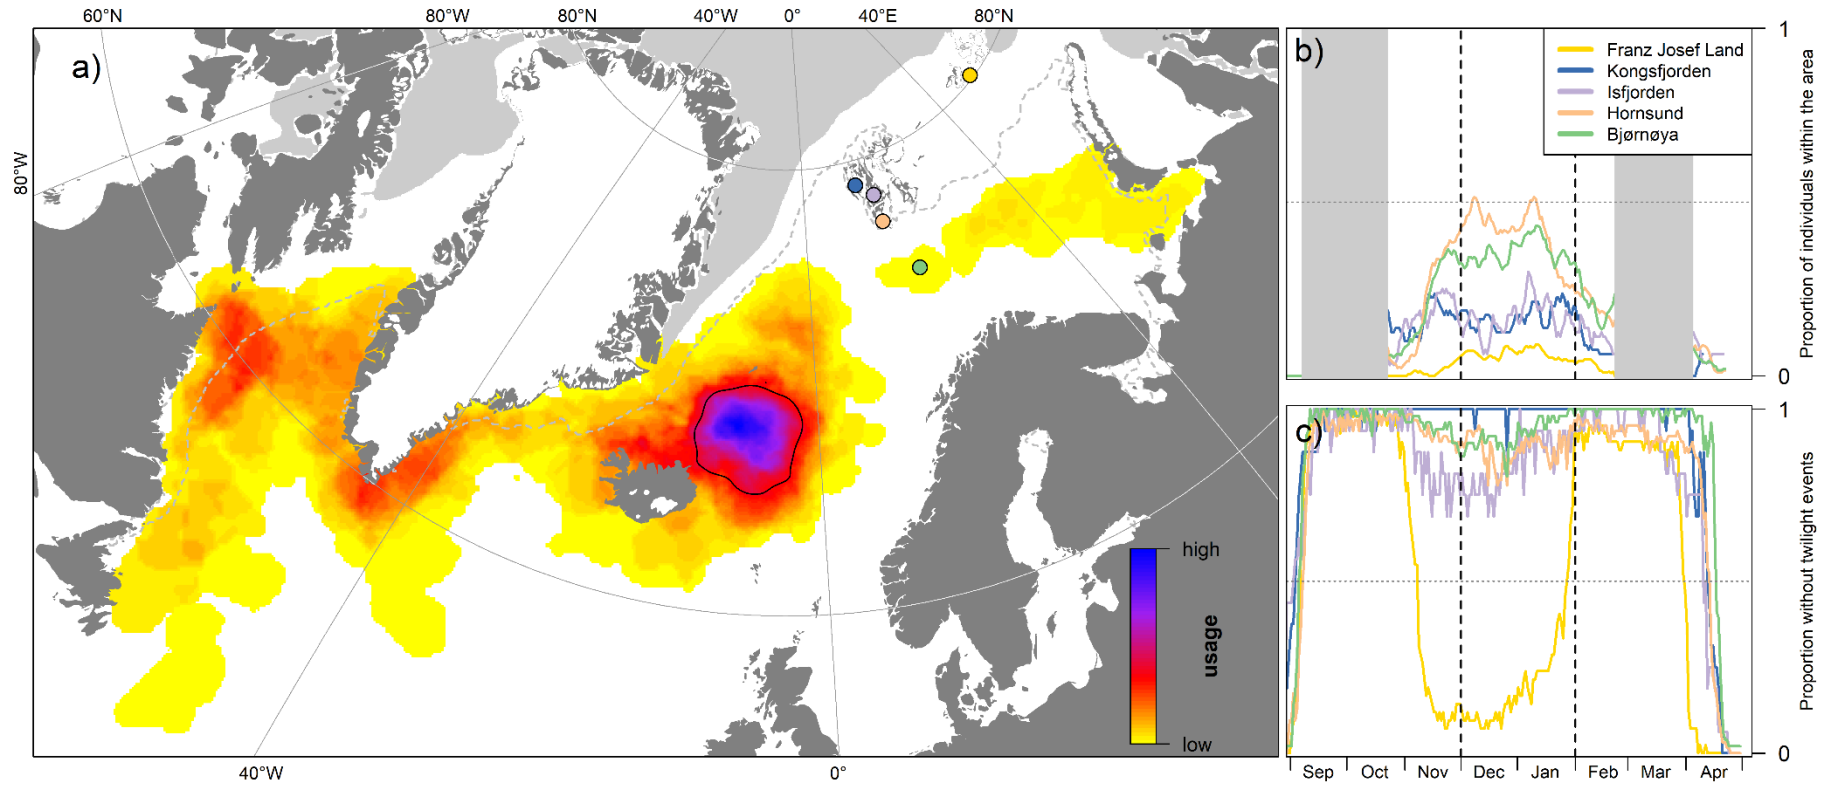 60°N
80°W
80°N
40°W
0°
40°E
80°N
a)
80°W
40°W
0°
high
usage
low
b)
Franz Josef Land
Kongsfjorden
Isfjorden
Hornsund
Bjørnøya
1
Proportion of individuals within the area
0
c)
1
Proportion without twilight events
0
Sep
Oct
Nov
Dec
Jan
Feb
Mar
Apr